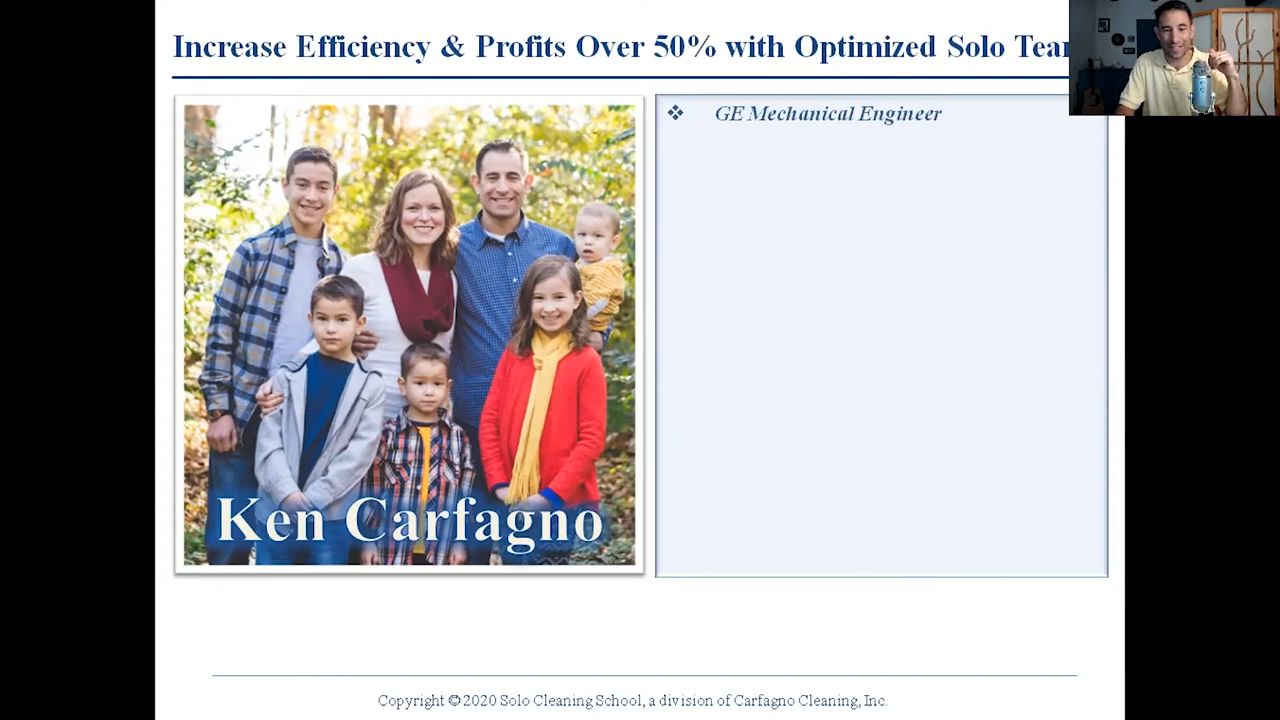 Increase Efficiency & Profits Over 50% with Optimized Solo
❖ GE Mechanical Engineer
Ken Carfagno
Copyright © 2020 Solo Cleaning School, a division of Carfagno Cleaning, Inc.